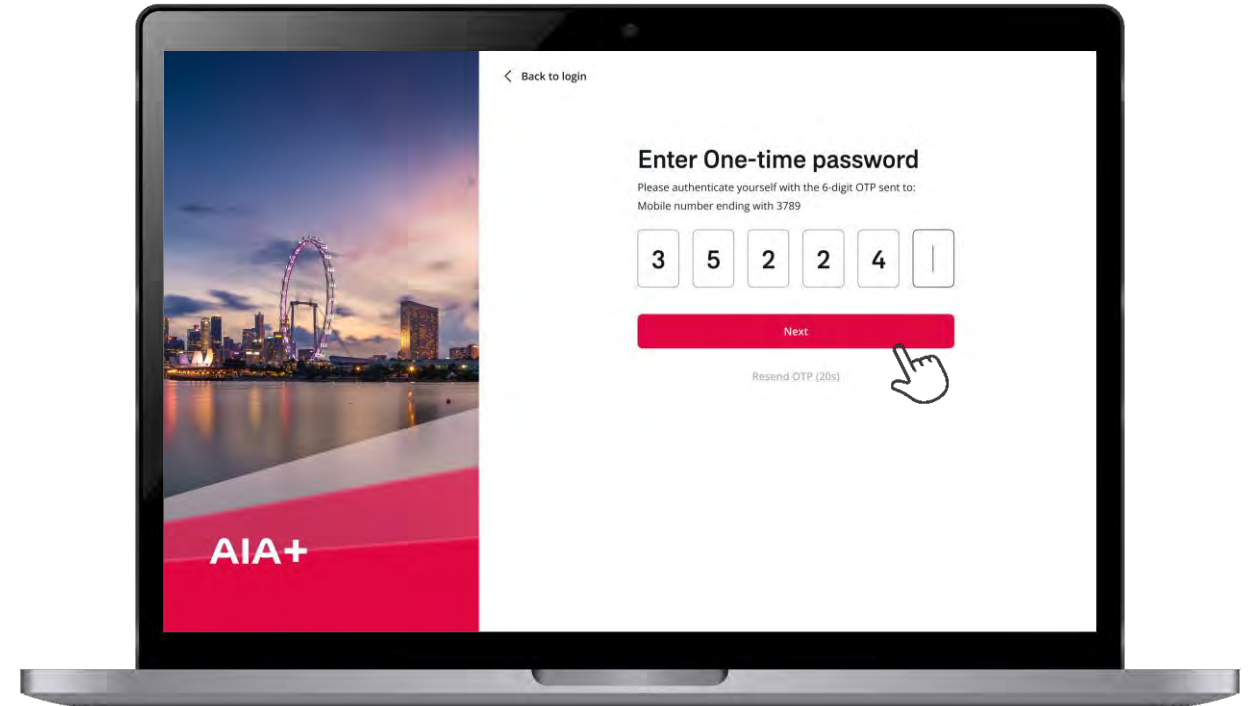 Back to login
Enter One-time password
Please authenticate yourself with the 6-digit OTP sent to:
Mobile number ending with 3789
3 5 2 2 4
Next
Resend OTP (20s)
AIA+